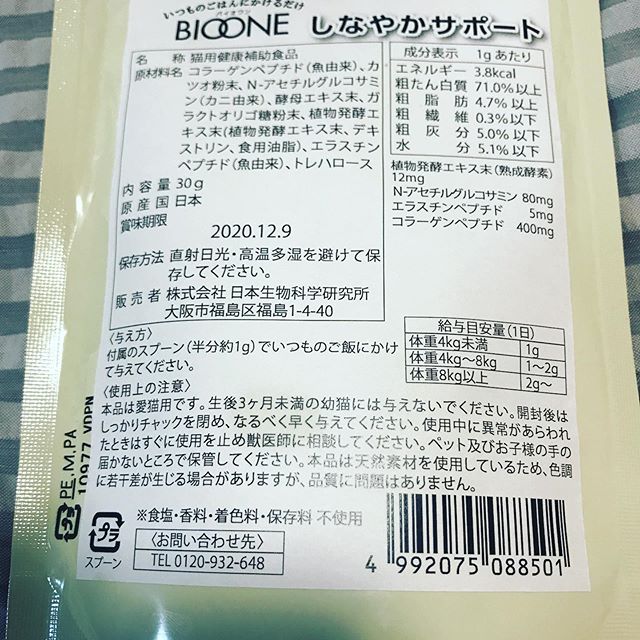 いつものごはんにかけるだけ
バイオワン
BIOONE しなやかサポート
名 称 猫用健康補助食品
原材料名 コラーゲンペプチド(魚由来)、カ
ツオ粉末、N-アセチルグルコサミ
ン(カニ由来)、酵母エキス末、ガ
ラクトオリゴ糖粉末、植物発酵エ
キス末(植物発酵エキス末、デキ
ストリン、食用油脂)、エラスチン
ペプチド(魚由来)、トレハロース
内 容 量 30g
原 産 国 日本
賞味期限
2020.12.9
保存方法 直射日光・高温多湿を避けて保
存してください。
販 売 者 株式会社 日本生物科学研究所
大阪市福島区福島1-4-40
成分表示 1gあたり
エネルギー 3.8kcal
粗たん白質 71.0%以上
粗 脂 肪 4.7%以上
粗 繊 維 0.3%以下
粗 灰 分 5.0%以下
水 分 5.1%以下
植物発酵エキス末(熟成酵素)
12mg
N-アセチルグルコサミン 80mg
エラスチンペプチド 5mg
コラーゲンペプチド 400mg
〈与え方〉
付属のスプーン(半分約1g)でいつものご飯にかけ
て与えてください。
給与目安量(1日)
体重4kg未満 1g
体重4kg〜8kg 1〜2g
体重8kg以上 2g〜
〈使用上の注意〉
本品は愛猫用です。生後3ヶ月未満の幼猫には与えないでください。開封後は
しっかりチャックを閉め、なるべく早く与えてください。使用中に異常があらわれ
たときはすぐに使用を止め獣医師に相談してください。ペット及びお子様の手の
届かないところで保管してください。本品は天然素材を使用しているため、色調
に若干差が生じる場合がありますが、品質に問題はありません。
※食塩・香料・着色料・保存料 不使用
〈お問い合わせ先〉
TEL 0120-932-648
プラ
スプーン
プラ
PE,M,PA
10977 VDPN
4 992075 088501